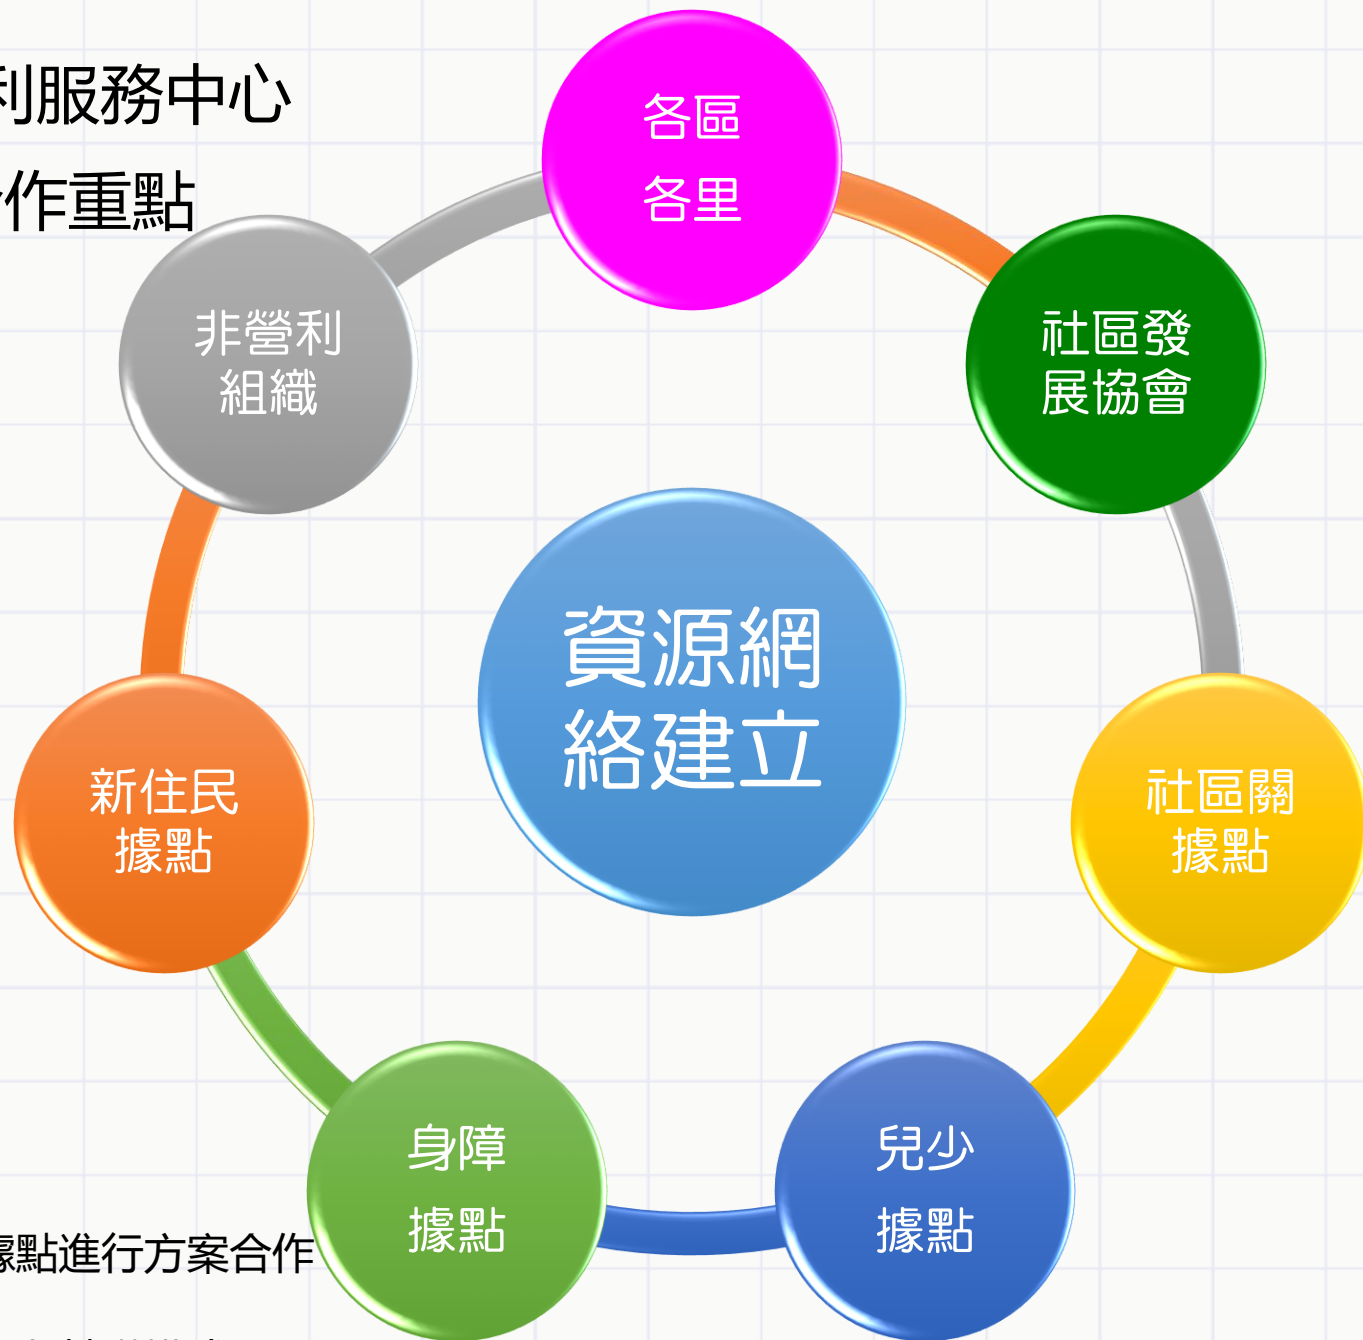 利服務中心
作重點
各區
各里
非營利
組織
社區發
展協會
資源網
絡建立
新住民
據點
社區關
據點
身障
據點
兒少
據點
據點進行方案合作